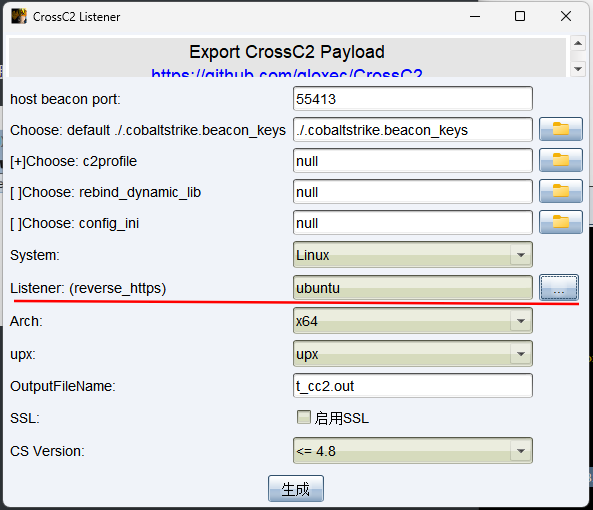 CrossC2 Listener
Export CrossC2 Payload
https://github.com/gloxec/CrossC2
host beacon port: 55413
Choose: default ./.cobaltstrike.beacon_keys ./.cobaltstrike.beacon_keys
[+]Choose: c2profile null
[ ]Choose: rebind_dynamic_lib null
[ ]Choose: config_ini null
System: Linux
Listener: (reverse_https) ubuntu ...
Arch: x64
upx: upx
OutputFileName: t_cc2.out
SSL: 启用SSL
CS Version: <= 4.8
生成